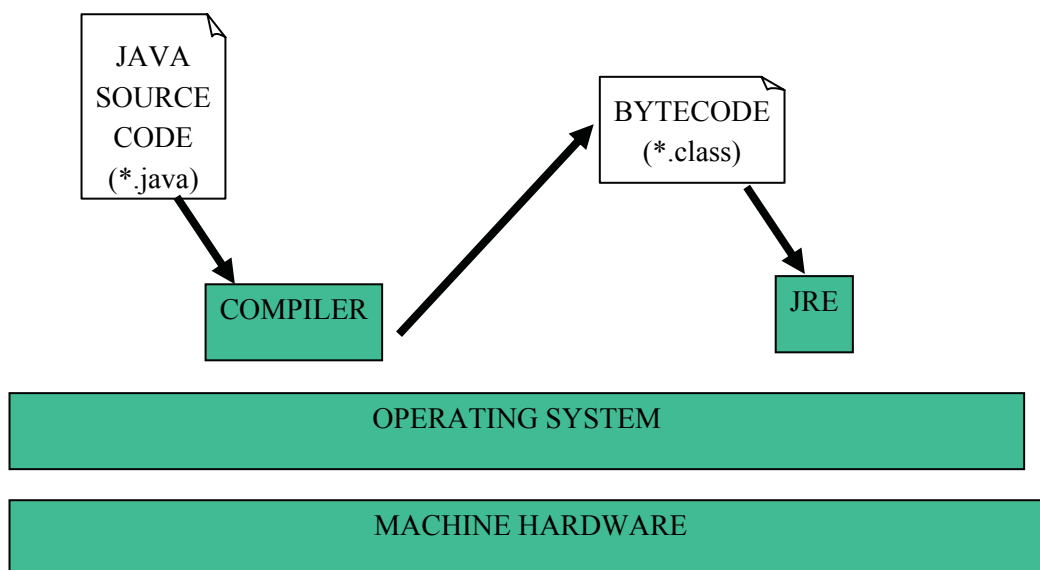 JAVA
SOURCE
CODE
(*.java)
BYTECODE
(*.class)
COMPILER
JRE
OPERATING SYSTEM
MACHINE HARDWARE